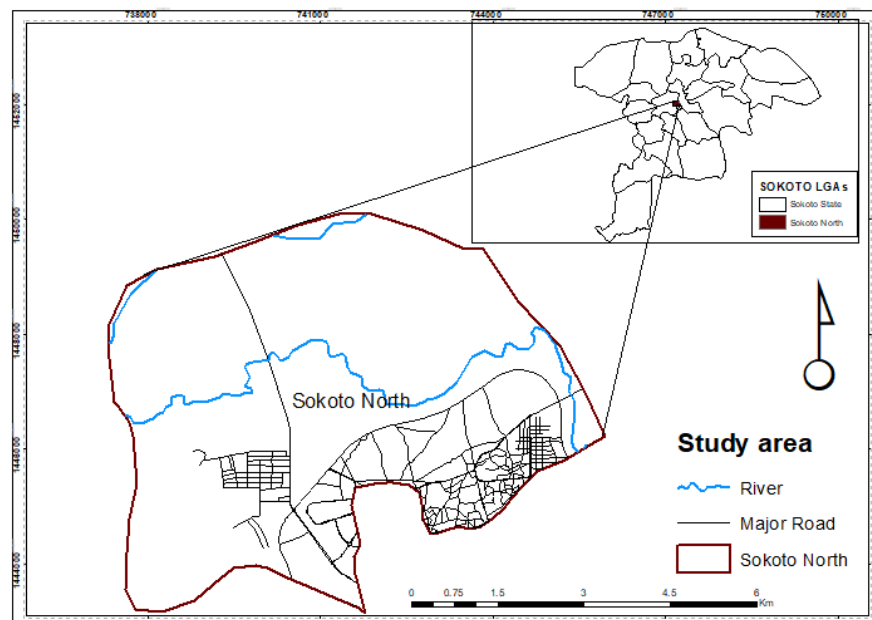 738000 741000 744000 747000 750000
1452000
1450000
1448000
1446000
1444000
SOKOTO LGAs
Sokoto State
Sokoto North
Sokoto North
Study area
River
Major Road
Sokoto North
0 0.75 1.5 3 4.5 6
Km